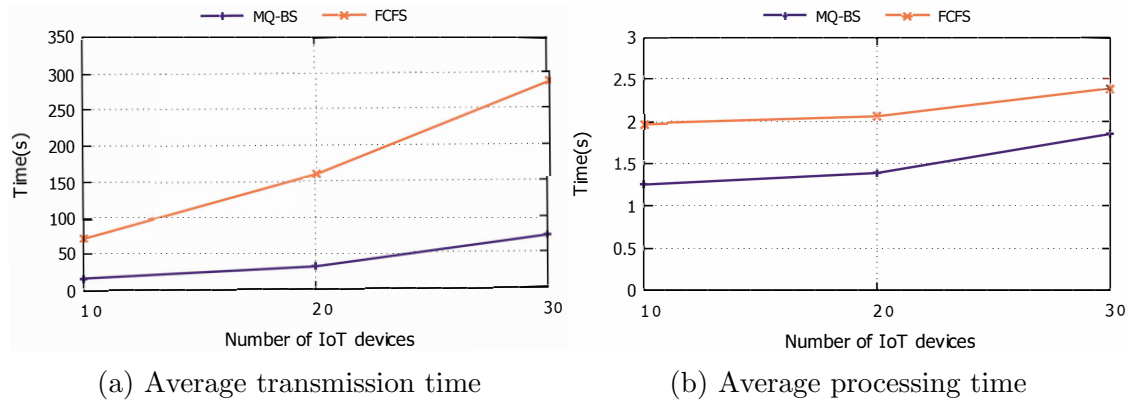 MQ-BS FCFS
350
300
250
200
150
100
50
0
Time(s)
10 20 30
Number of IoT devices
(a) Average transmission time
MQ-BS FCFS
3
2.5
2
1.5
1
0.5
0
Time(s)
10 20 30
Number of IoT devices
(b) Average processing time